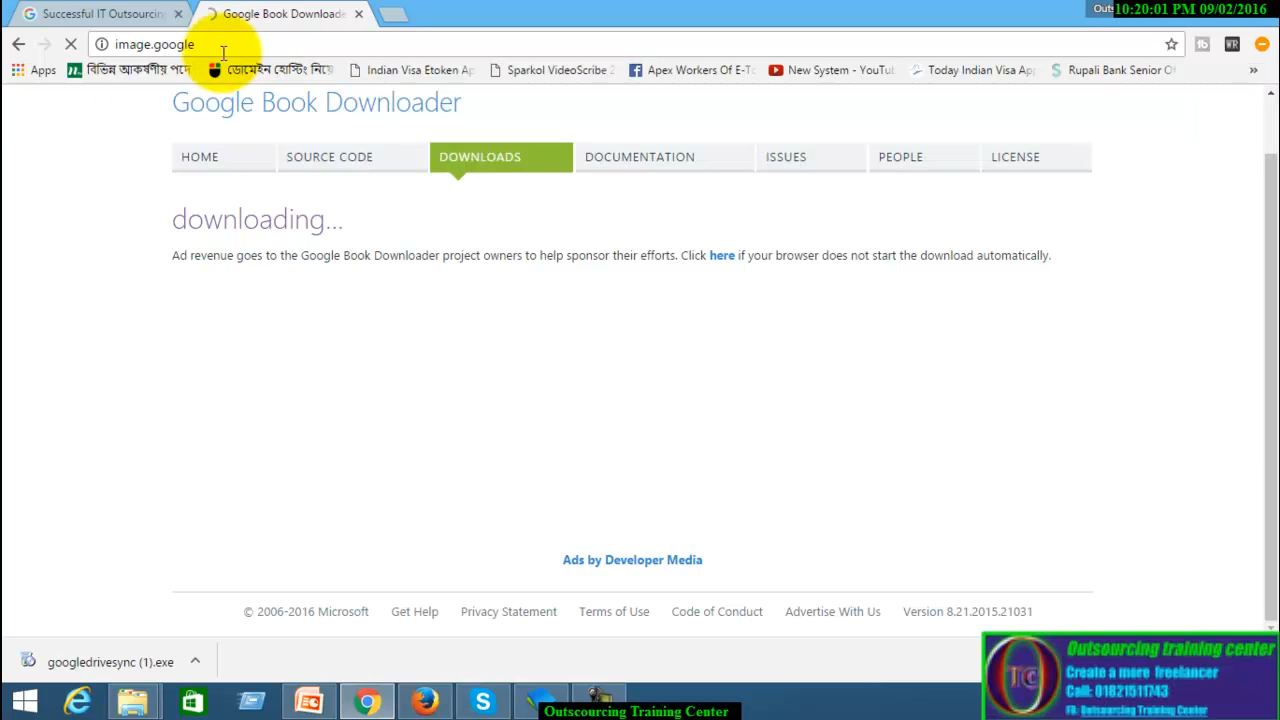 Successful IT Outsourcing
Google Book Downloade
Outs
10:20:01 PM 09/02/2016
image.google
Apps
বিভিন্ন আকর্ষণীয় পদে
ডোমেইন হোস্টিং নিয়ে
Indian Visa Etoken Ap
Sparkol VideoScribe 2
Apex Workers Of E-To
New System - YouTu
Today Indian Visa Ap
Rupali Bank Senior Of
»
Google Book Downloader
HOME
SOURCE CODE
DOWNLOADS
DOCUMENTATION
ISSUES
PEOPLE
LICENSE
downloading...
Ad revenue goes to the Google Book Downloader project owners to help sponsor their efforts. Click here if your browser does not start the download automatically.
Ads by Developer Media
© 2006-2016 Microsoft
Get Help
Privacy Statement
Terms of Use
Code of Conduct
Advertise With Us
Version 8.21.2015.21031
googledrivesync (1).exe
Outsourcing training center
Create a more freelancer
Call: 01821511743
FB: Outsourcing Training Center
Outsourcing Training Center